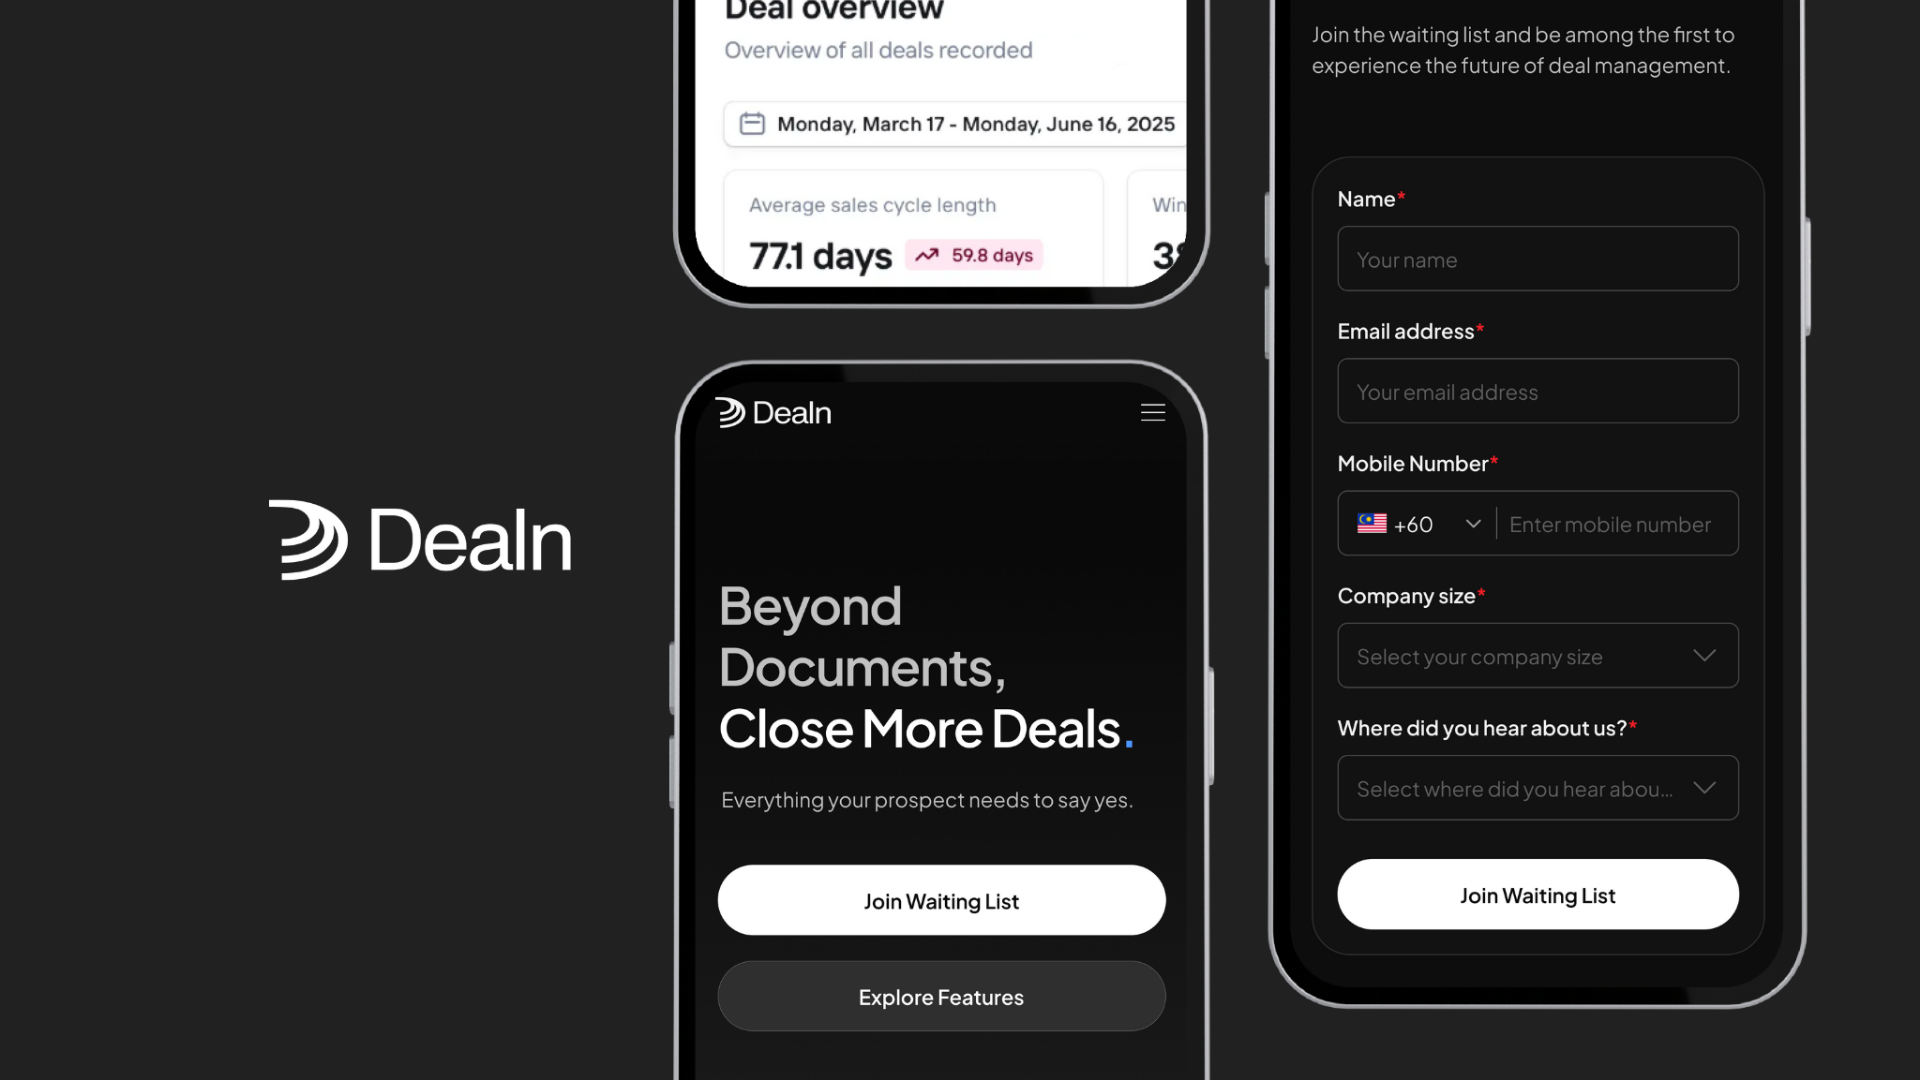 Dealn
Deal overview
Overview of all deals recorded
Monday, March 17 - Monday, June 16, 2025
Average sales cycle length
77.1 days
59.8 days
Win
Dealn
Beyond
Documents,
Close More Deals.
Everything your prospect needs to say yes.
Join Waiting List
Explore Features
Join the waiting list and be among the first to
experience the future of deal management.
Name*
Your name
Email address*
Your email address
Mobile Number*
+60
Enter mobile number
Company size*
Select your company size
Where did you hear about us?*
Select where did you hear abou...
Join Waiting List